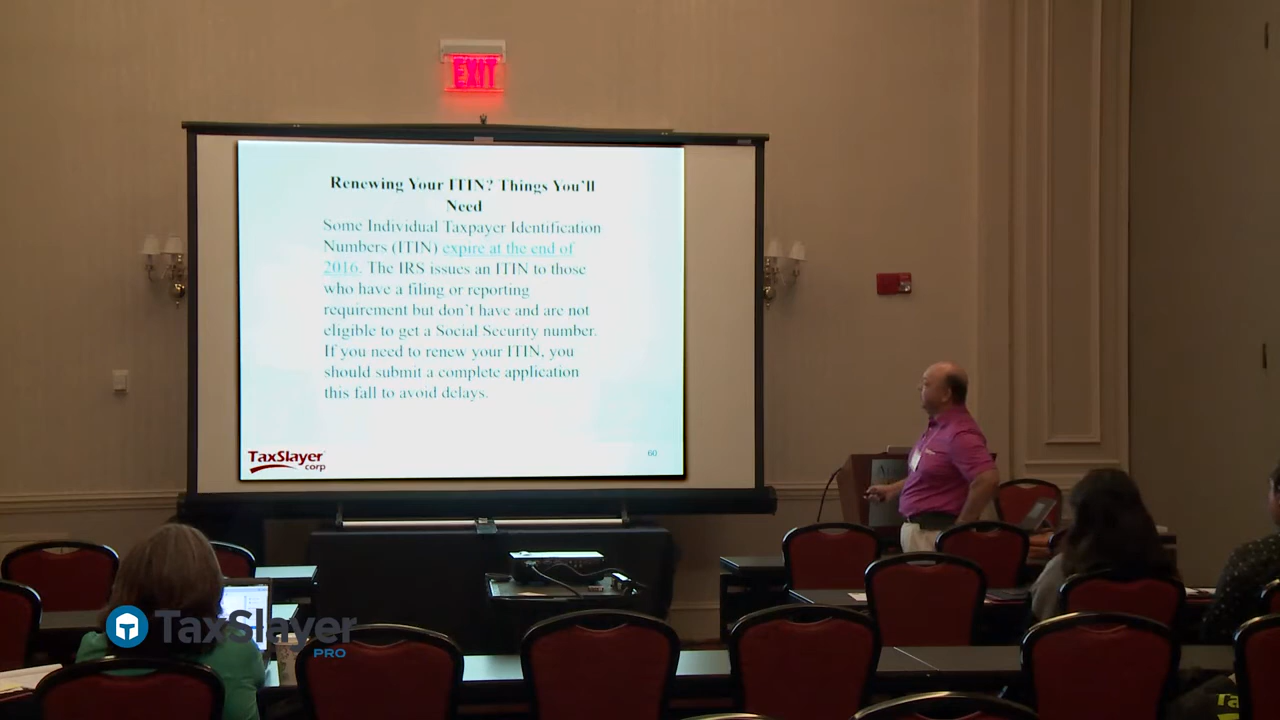 EXIT
Renewing Your ITIN? Things You'll
Need
Some Individual Taxpayer Identification
Numbers (ITIN) expire at the end of
2016. The IRS issues an ITIN to those
who have a filing or reporting
requirement but don't have and are not
eligible to get a Social Security number.
If you need to renew your ITIN, you
should submit a complete application
this fall to avoid delays.
TaxSlayer
corp
60
TaxSlayer
PRO